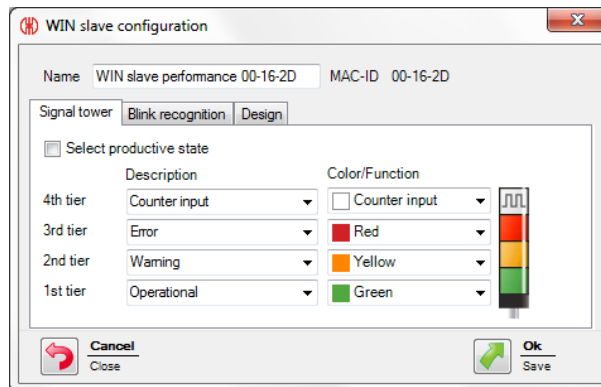 WIN slave configuration
Name WIN slave performance 00-16-2D MAC-ID 00-16-2D
Signal tower Blink recognition Design
Select productive state
Description Color/Function
4th tier Counter input Counter input
3rd tier Error Red
2nd tier Warning Yellow
1st tier Operational Green
Cancel Ok
Close Save